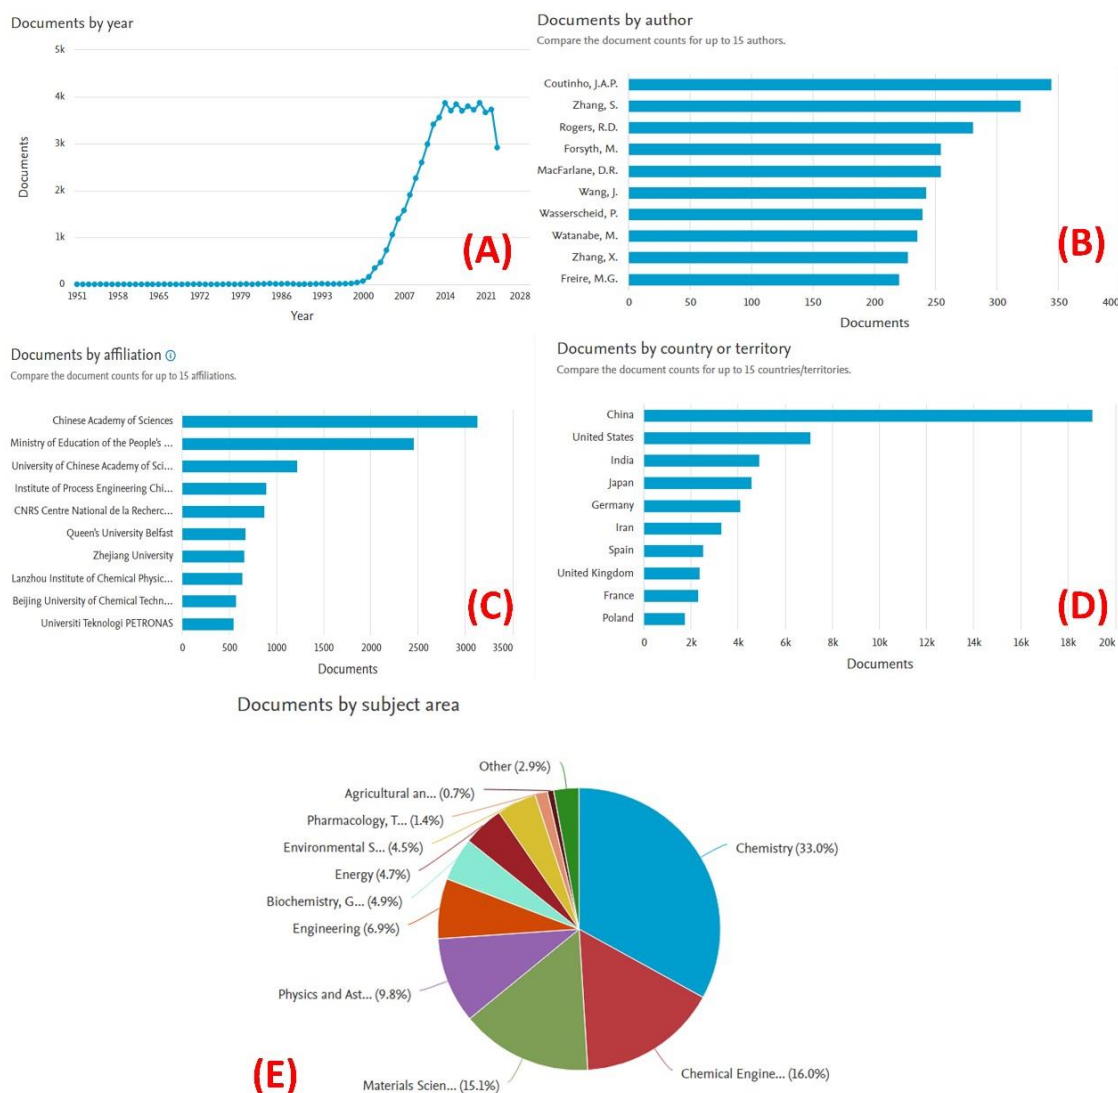 Documents by year
5k
4k
3k
2k
1k
0
Documents
1951 1958 1965 1972 1979 1986 1993 2000 2007 2014 2021 2028
Year
(A)
Documents by author
Compare the document counts for up to 15 authors.
Coutinho, J.A.P.
Zhang, S.
Rogers, R.D.
Forsyth, M.
MacFarlane, D.R.
Wang, J.
Wasserscheid, P.
Watanabe, M.
Zhang, X.
Freire, M.G.
0 50 100 150 200 250 300 350 400
Documents
(B)
Documents by affiliation
Compare the document counts for up to 15 affiliations.
Chinese Academy of Sciences
Ministry of Education of the People's ...
University of Chinese Academy of Sci...
Institute of Process Engineering Chi...
CNRS Centre National de la Recherc...
Queen's University Belfast
Zhejiang University
Lanzhou Institute of Chemical Physic...
Beijing University of Chemical Techn...
Universiti Teknologi PETRONAS
0 500 1000 1500 2000 2500 3000 3500
Documents
(C)
Documents by country or territory
Compare the document counts for up to 15 countries/territories.
China
United States
India
Japan
Germany
Iran
Spain
United Kingdom
France
Poland
0 2k 4k 6k 8k 10k 12k 14k 16k 18k 20k
Documents
(D)
Documents by subject area
Other (2.9%)
Agricultural an... (0.7%)
Pharmacology, T... (1.4%)
Environmental S... (4.5%)
Energy (4.7%)
Biochemistry, G... (4.9%)
Engineering (6.9%)
Physics and Ast... (9.8%)
Materials Scien... (15.1%)
Chemistry (33.0%)
Chemical Engine... (16.0%)
(E)